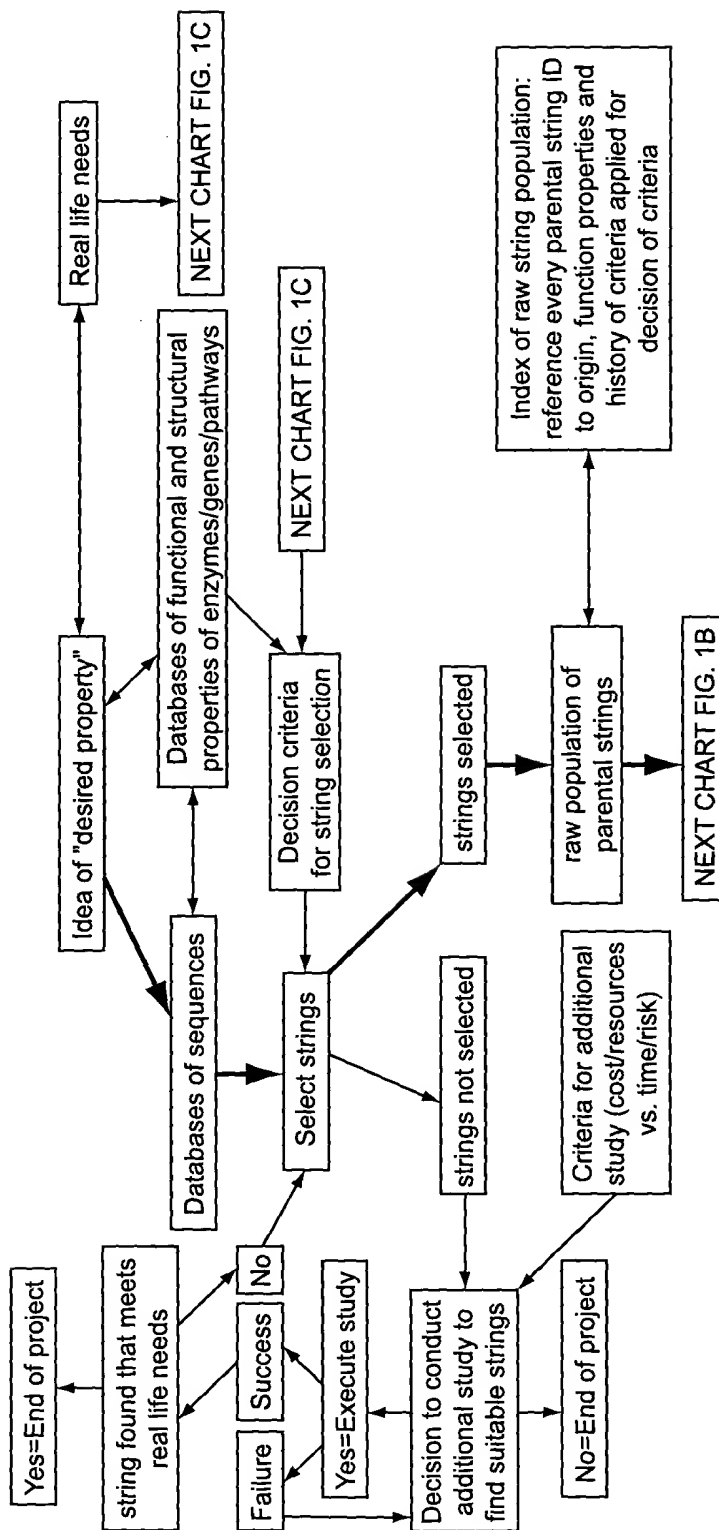 Idea of "desired property"
Real life needs
NEXT CHART FIG. 1C
Yes=End of project
string found that meets
real life needs
Databases of sequences
Databases of functional and structural
properties of enzymes/genes/pathways
No
Success
Failure
Select strings
Decision criteria
for string selection
NEXT CHART FIG. 1C
Yes=Execute study
Decision to conduct
additional study to
find suitable strings
strings not selected
strings selected
No=End of project
Criteria for additional
study (cost/resources
vs. time/risk)
raw population of
parental strings
Index of raw string population:
reference every parental string ID
to origin, function properties and
history of criteria applied for
decision of criteria
NEXT CHART FIG. 1B